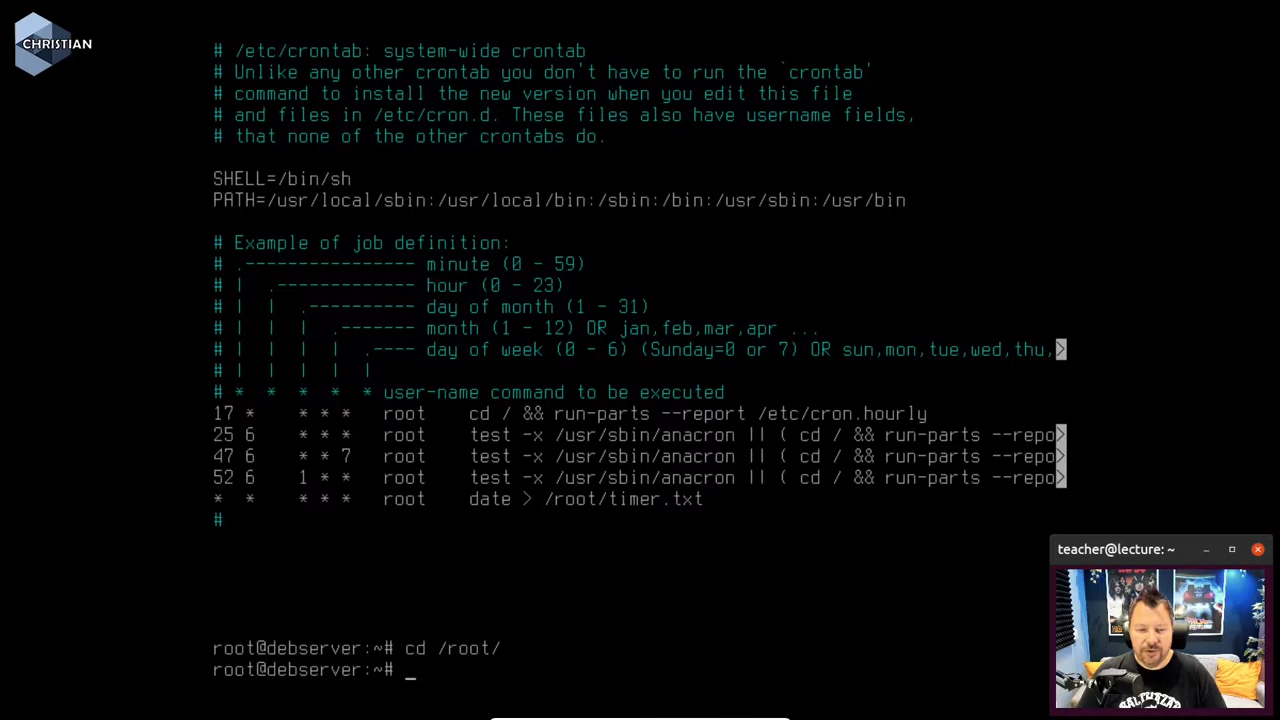 CHRISTIAN
# /etc/crontab: system-wide crontab
# Unlike any other crontab you don't have to run the `crontab'
# command to install the new version when you edit this file
# and files in /etc/cron.d. These files also have username fields,
# that none of the other crontabs do.
SHELL=/bin/sh
PATH=/usr/local/sbin:/usr/local/bin:/sbin:/bin:/usr/sbin:/usr/bin
# Example of job definition:
# .---------------- minute (0 - 59)
# |  .------------- hour (0 - 23)
# |  |  .---------- day of month (1 - 31)
# |  |  |  .------- month (1 - 12) OR jan,feb,mar,apr ...
# |  |  |  |  .---- day of week (0 - 6) (Sunday=0 or 7) OR sun,mon,tue,wed,thu,>
# |  |  |  |  |
# *  *  *  *  * user-name command to be executed
17 *    * * *   root    cd / && run-parts --report /etc/cron.hourly
25 6    * * *   root    test -x /usr/sbin/anacron || ( cd / && run-parts --repo>
47 6    * * 7   root    test -x /usr/sbin/anacron || ( cd / && run-parts --repo>
52 6    1 * *   root    test -x /usr/sbin/anacron || ( cd / && run-parts --repo>
* *     * * *   root    date > /root/timer.txt
#
teacher@lecture: ~
root@debserver:~# cd /root/
root@debserver:~# _